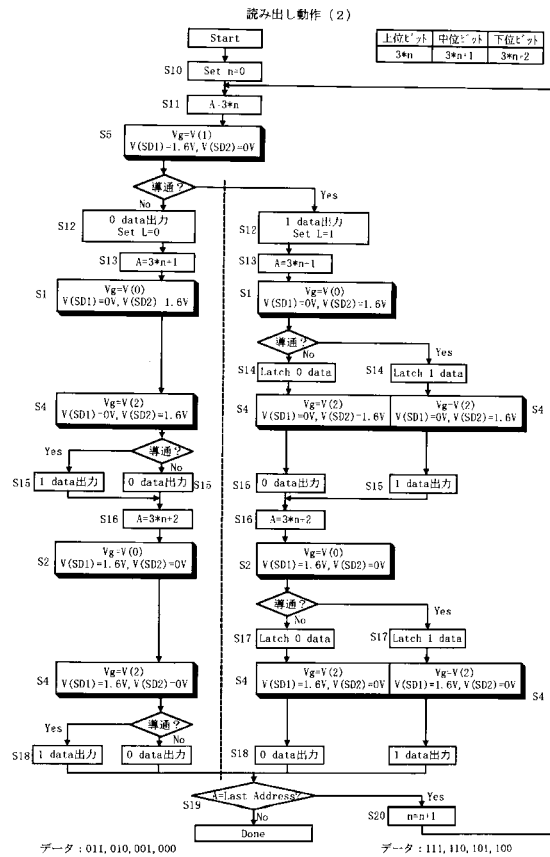 読み出し動作(2)
Start
上位ビット 中位ビット 下位ビット
3*n 3*n+1 3*n+2
S10
Set n=0
S11
A=3*n
S5
Vg=V(1)
V(SD1)=1.6V, V(SD2)=0V
導通?
No
Yes
S12
0 data出力
Set L=0
S12
1 data出力
Set L=1
S13
A=3*n+1
S13
A=3*n+1
S1
Vg=V(0)
V(SD1)=0V, V(SD2)=1.6V
S1
Vg=V(0)
V(SD1)=0V, V(SD2)=1.6V
導通?
No
Yes
S14
Latch 0 data
S14
Latch 1 data
S4
Vg=V(2)
V(SD1)=0V, V(SD2)=1.6V
S4
Vg=V(2)
V(SD1)=0V, V(SD2)=1.6V
Vg=V(2)
V(SD1)=0V, V(SD2)=1.6V
S4
導通?
Yes
No
S15
1 data出力
0 data出力
S15
S15
0 data出力
S15
1 data出力
S16
A=3*n+2
S16
A=3*n+2
S2
Vg=V(0)
V(SD1)=1.6V, V(SD2)=0V
S2
Vg=V(0)
V(SD1)=1.6V, V(SD2)=0V
導通?
No
Yes
S17
Latch 0 data
S17
Latch 1 data
S4
Vg=V(2)
V(SD1)=1.6V, V(SD2)=0V
S4
Vg=V(2)
V(SD1)=1.6V, V(SD2)=0V
Vg=V(2)
V(SD1)=1.6V, V(SD2)=0V
S4
導通?
Yes
No
S18
1 data出力
0 data出力
S18
0 data出力
1 data出力
S19
A=Last Address?
Yes
No
S20
n=n+1
Done
データ:011,010,001,000
データ:111,110,101,100